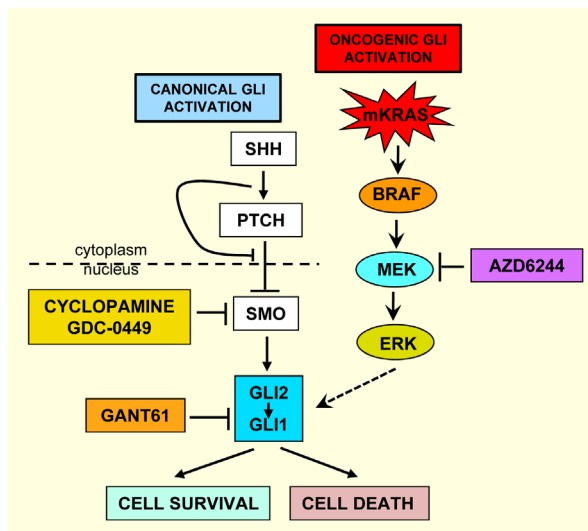 ONCOGENIC GLI
ACTIVATION
CANONICAL GLI
ACTIVATION
mKRAS
SHH
BRAF
PTCH
cytoplasm
nucleus
MEK
AZD6244
CYCLOPAMINE
GDC-0449
SMO
ERK
GLI2
GLI1
GANT61
CELL SURVIVAL
CELL DEATH